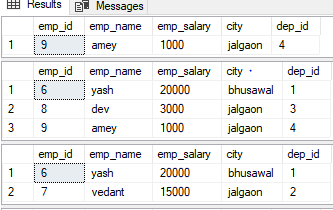 Results Messages
emp_id emp_name emp_salary city dep_id
1 9 amey 1000 jalgaon 4
emp_id emp_name emp_salary city dep_id
1 6 yash 20000 bhusawal 1
2 8 dev 3000 jalgaon 3
3 9 amey 1000 jalgaon 4
emp_id emp_name emp_salary city dep_id
1 6 yash 20000 bhusawal 1
2 7 vedant 15000 jalgaon 2